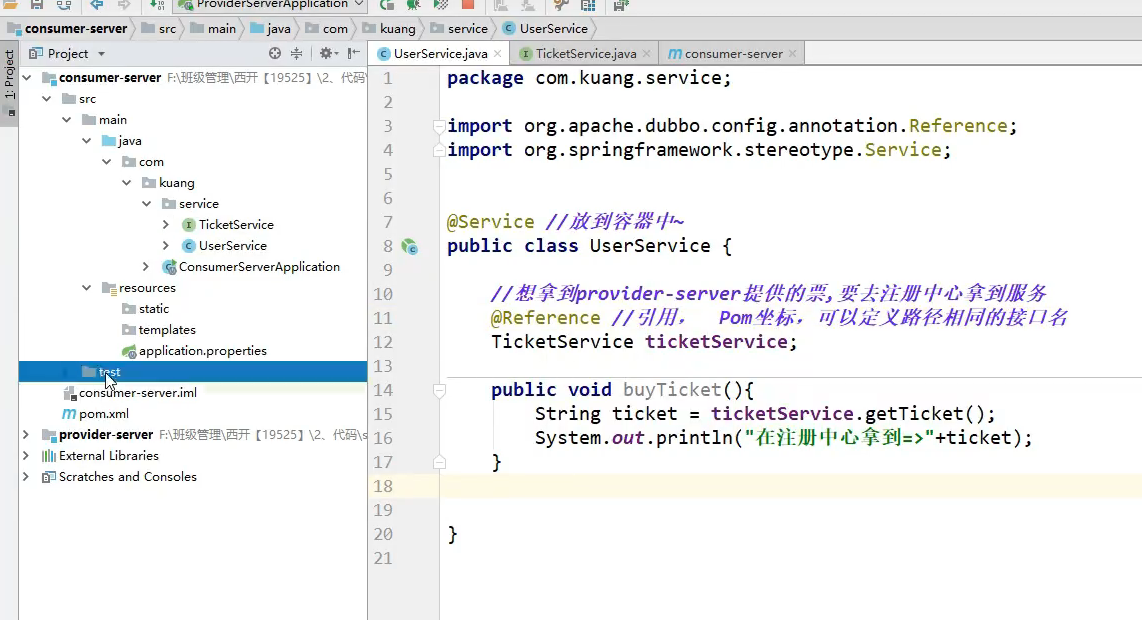 ProviderServerApplication
consumer-server src main java com kuang service UserService
1: Project
Project
UserService.java TicketService.java consumer-server
consumer-server F:\班级管理\西开【19525】\2、代码\
src
main
java
com
kuang
service
TicketService
UserService
ConsumerServerApplication
resources
static
templates
application.properties
test
consumer-server.iml
pom.xml
provider-server F:\班级管理\西开【19525】\2、代码\s
External Libraries
Scratches and Consoles
1 package com.kuang.service;
2
3 import org.apache.dubbo.config.annotation.Reference;
4 import org.springframework.stereotype.Service;
5
6
7 @Service //放到容器中~
8 public class UserService {
9
10 //想拿到provider-server提供的票,要去注册中心拿到服务
11 @Reference //引用， Pom坐标，可以定义路径相同的接口名
12 TicketService ticketService;
13
14 public void buyTicket(){
15 String ticket = ticketService.getTicket();
16 System.out.println("在注册中心拿到=>"+ticket);
17 }
18
19
20 }
21